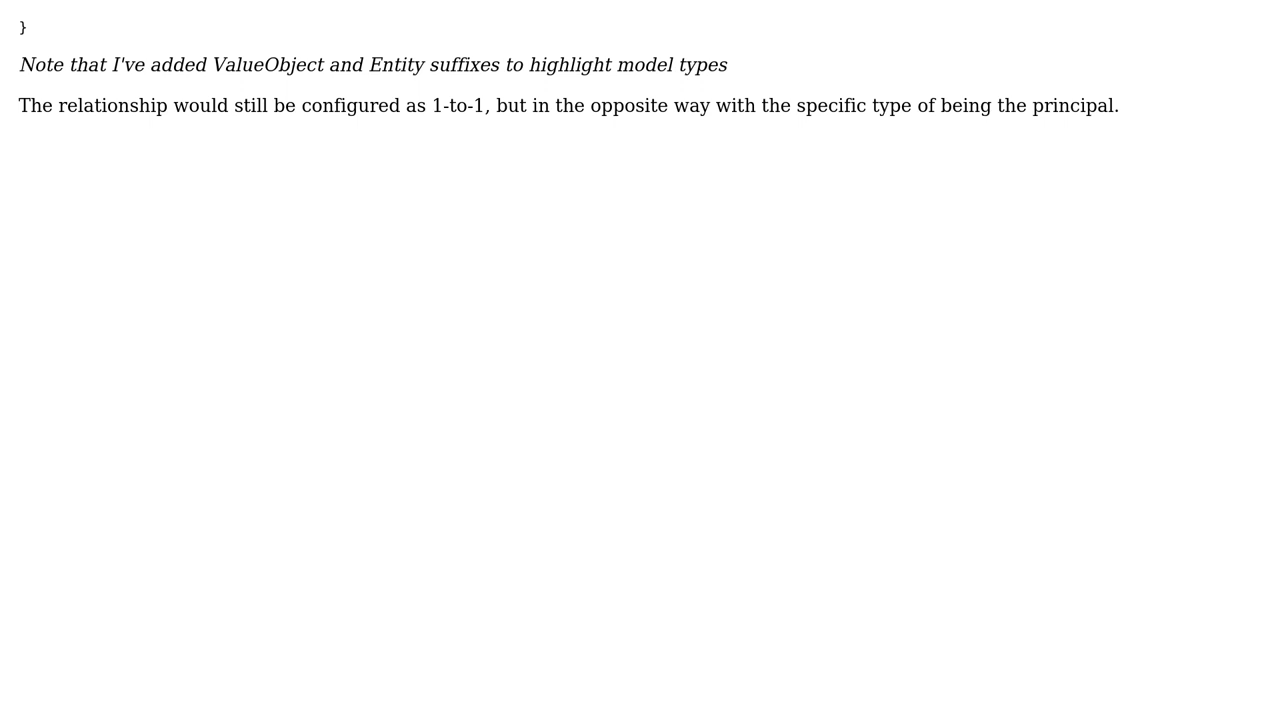 }
Note that I've added ValueObject and Entity suffixes to highlight model types
The relationship would still be configured as 1-to-1, but in the opposite way with the specific type of being the principal.